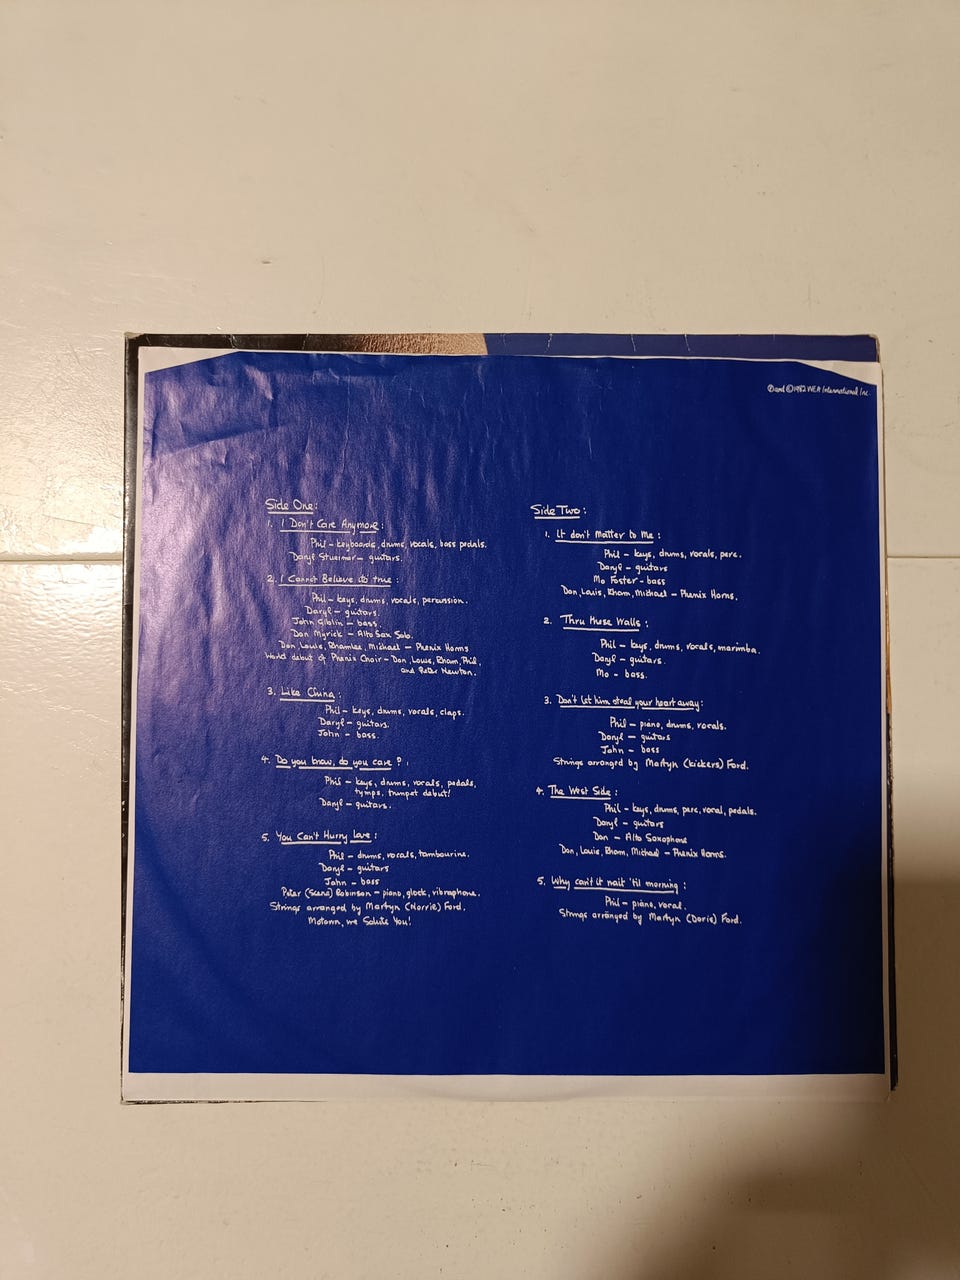 ℗ and © 1982 WEA International Inc.
Side One:
1. I Don't Care Anymore:
Phil - keyboards, drums, vocals, bass pedals.
Daryl Stuermer - guitars.
2. I Cannot Believe its true:
Phil - keys, drums, vocals, percussion.
Daryl - guitars
John Giblin - bass.
Don Myrick - Alto Sax Solo.
Don, Louis, Rhamlee, Michael - Phenix Horns
World debut of Phenix Choir - Don, Louis, Rham, Phil,
and Peter Newton.
3. Like China:
Phil - keys, drums, vocals, claps.
Daryl - guitars.
John - bass.
4. Do you know, do you care?:
Phil - keys, drums, vocals, pedals,
tymps, trumpet debut!
Daryl - guitars.
5. You Can't Hurry Love:
Phil - drums, vocals, tambourine.
Daryl - guitars
John - bass
Peter (Scene) Robinson - piano, glock, vibraphone.
Strings arranged by Martyn (Norrie) Ford.
Motown, we Salute You!
Side Two:
1. It don't Matter to Me:
Phil - keys, drums, vocals, perc.
Daryl - guitars
Mo Foster - bass
Don, Louis, Rham, Michael - Phenix Horns.
2. Thru these Walls:
Phil - keys, drums, vocals, marimba.
Daryl - guitars.
Mo - bass.
3. Don't let him steal your heart away:
Phil - piano, drums, vocals.
Daryl - guitars
John - bass
Strings arranged by Martyn (kickers) Ford.
4. The West Side:
Phil - keys, drums, perc, vocal, pedals.
Daryl - guitars
Don - Alto Saxophone
Don, Louis, Rham, Michael - Phenix Horns.
5. Why can't it wait 'til morning:
Phil - piano, vocal.
Strings arranged by Martyn (Dorie) Ford.